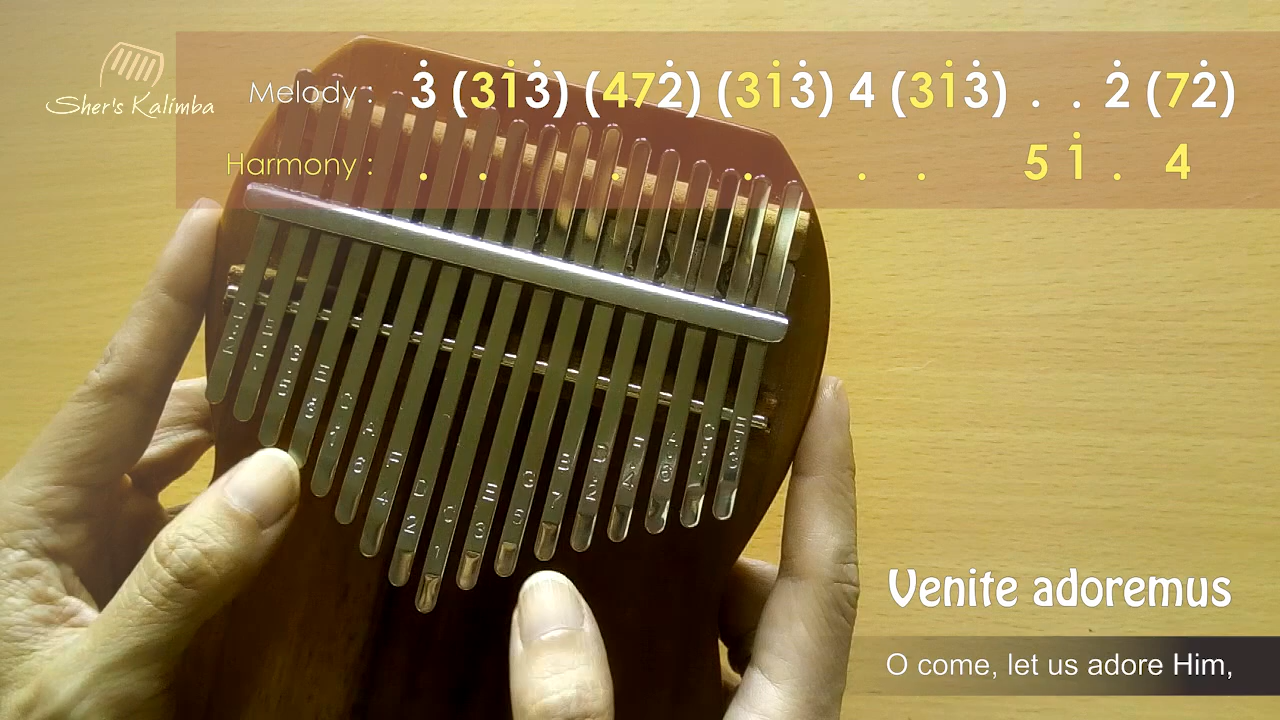 Sher's Kalimba
Melody : 3̇ (31̇3̇) (472̇) (31̇3̇) 4 (31̇3̇) . . 2̇ (72̇)
Harmony : . . . . . . 5 1̇ . 4
Venite adoremus
O come, let us adore Him,